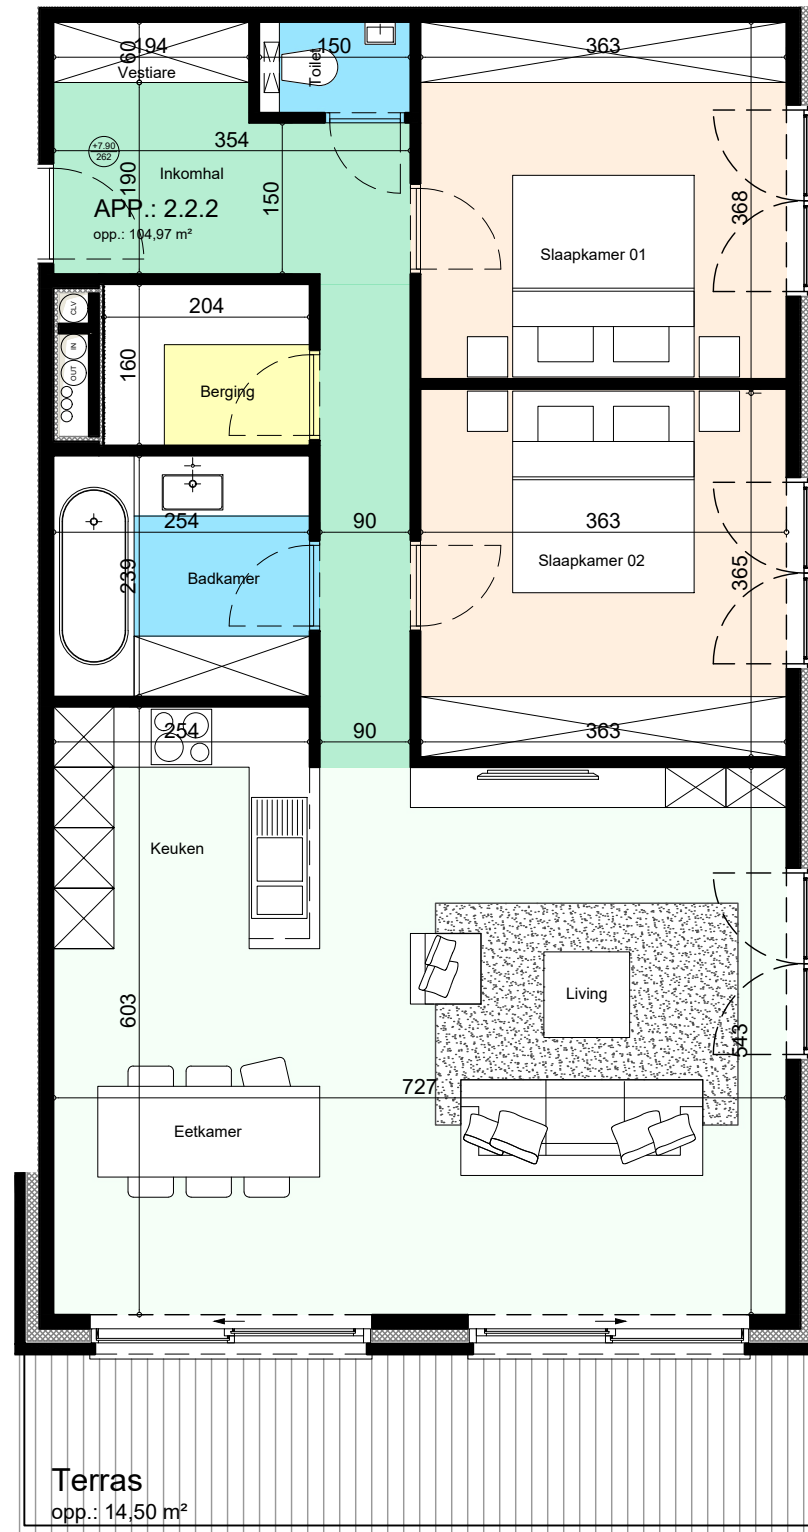 194
60
Vestiare
Toilet
150
363
354
+7.90
262
190
Inkomhal
150
APP.: 2.2.2
opp.: 104,97 m²
368
Slaapkamer 01
CLV
204
IN
OUT
160
Berging
254
90
363
239
Badkamer
Slaapkamer 02
365
254
90
363
Keuken
Living
603
543
727
Eetkamer
Terras
opp.: 14,50 m²